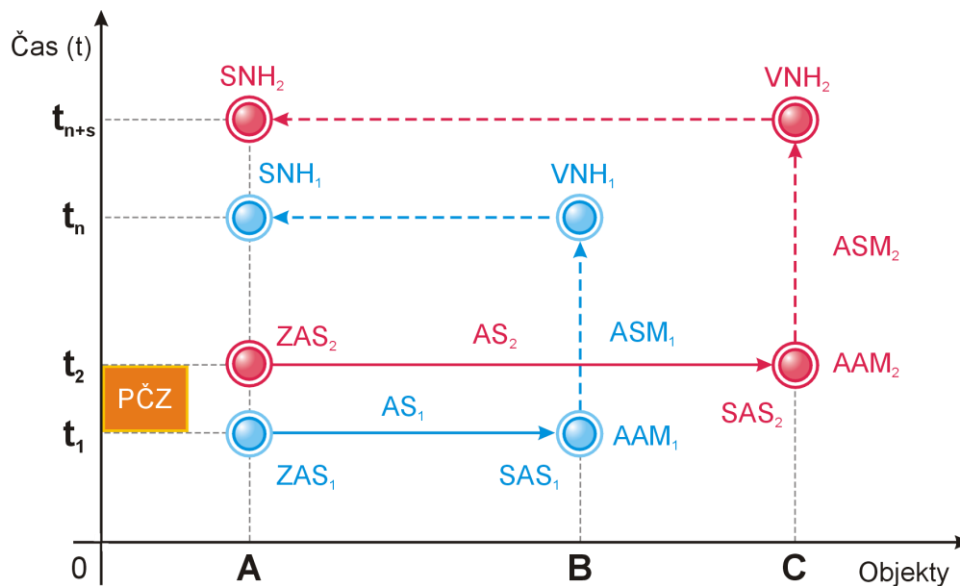 Čas (t)
SNH₂
VNH₂
tₙ₊ₛ
SNH₁
VNH₁
tₙ
ASM₂
ZAS₂
AS₂
ASM₁
t₂
AAM₂
PČZ
AS₁
SAS₂
t₁
AAM₁
ZAS₁
SAS₁
0
A
B
C
Objekty